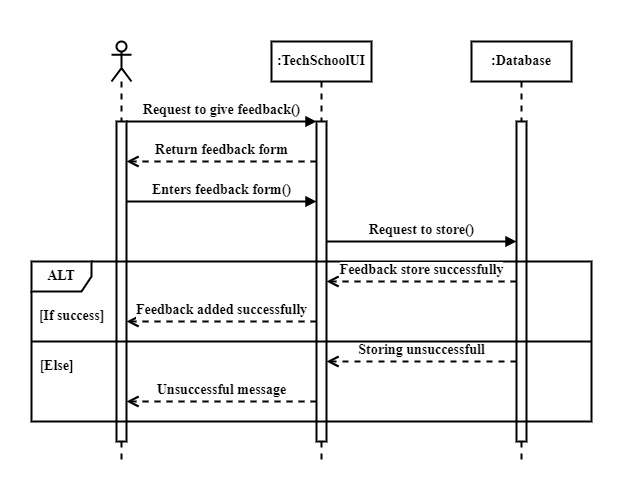 :TechSchoolUI
:Database
Request to give feedback()
Return feedback form
Enters feedback form()
Request to store()
ALT
Feedback store successfully
[If success]
Feedback added successfully
Storing unsuccessfull
[Else]
Unsuccessful message